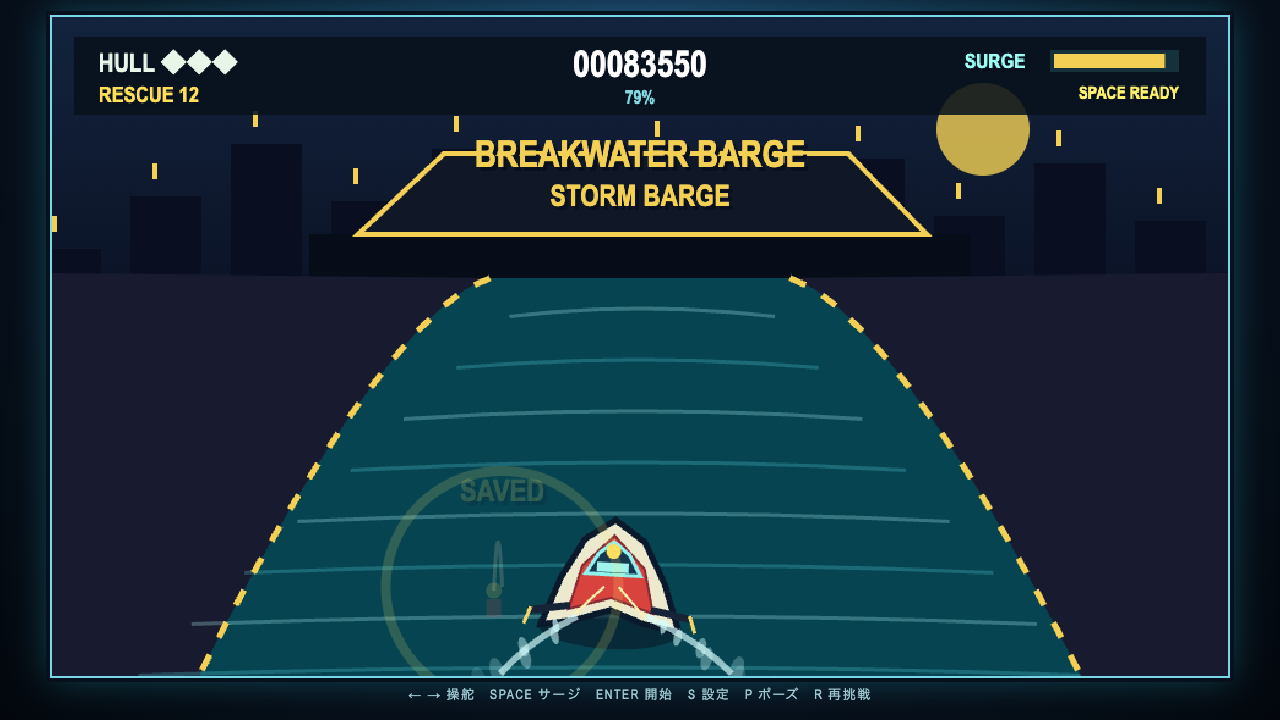 HULL
RESCUE 12
00083550
79%
SURGE
SPACE READY
BREAKWATER BARGE
STORM BARGE
SAVED
← → 操舵 SPACE サージ ENTER 開始 S 設定 P ポーズ R 再挑戦